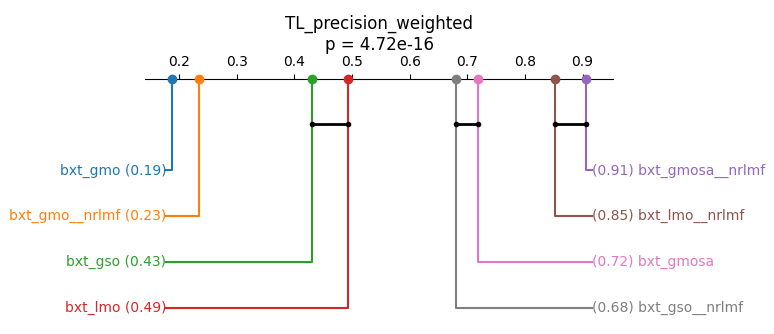 TL_precision_weighted
p = 4.72e-16
0.2 0.3 0.4 0.5 0.6 0.7 0.8 0.9
bxt_gmo (0.19) (0.91) bxt_gmosa__nrlmf
bxt_gmo__nrlmf (0.23) (0.85) bxt_lmo__nrlmf
bxt_gso (0.43) (0.72) bxt_gmosa
bxt_lmo (0.49) (0.68) bxt_gso__nrlmf